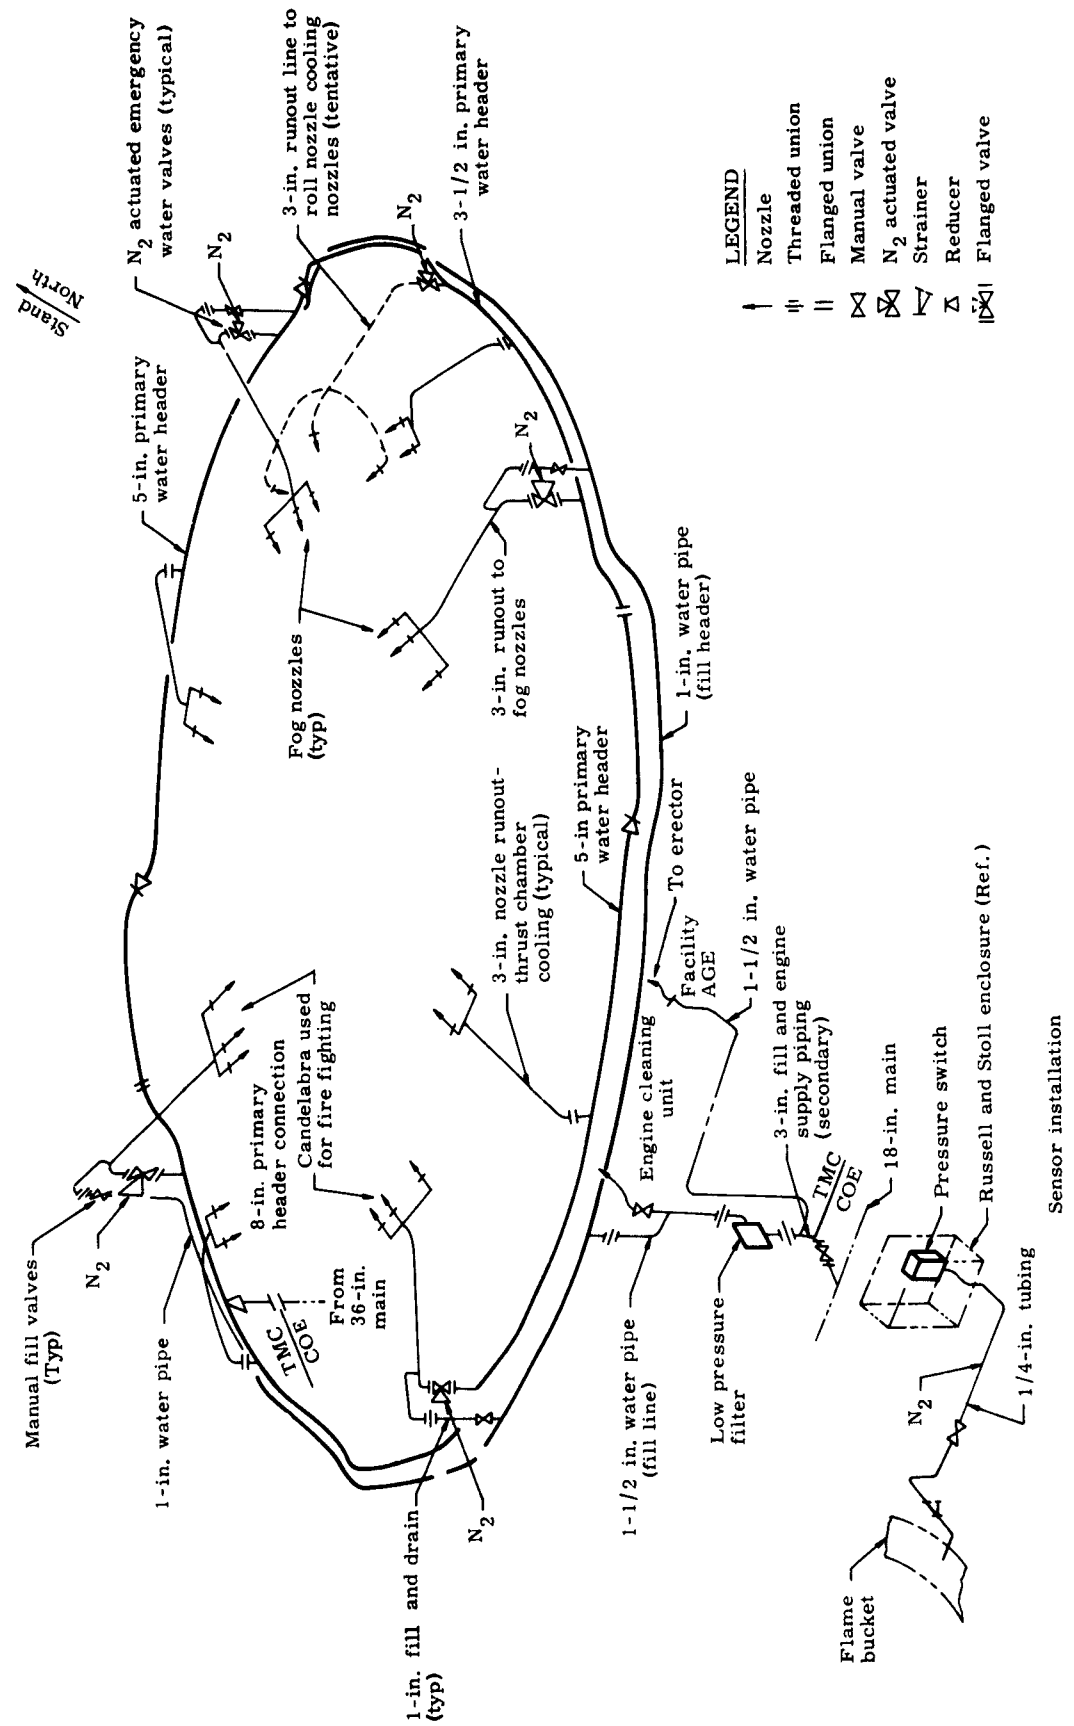 Manual fill valves
(Typ)
N2
1-in. water pipe
8-in. primary
header connection
Candelabra used
for fire fighting
TMC
COE
From
36-in.
main
1-in. fill and drain
(typ)
N2
Stand
North
N2 actuated emergency
water valves (typical)
N2
5-in. primary
water header
3-in. runout line to
roll nozzle cooling
nozzles (tentative)
N2
3-1/2 in. primary
water header
N2
Fog nozzles
(typ)
3-in. runout to
fog nozzles
3-in. nozzle runout-
thrust chamber
cooling (typical)
5-in primary
water header
1-in. water pipe
(fill header)
To erector
Facility
AGE
1-1/2 in. water pipe
Engine cleaning
unit
3-in. fill and engine
supply piping
(secondary)
TMC
COE
18-in. main
1-1/2 in. water pipe
(fill line)
Low pressure
filter
Pressure switch
Russell and Stoll enclosure (Ref.)
N2
1/4-in. tubing
Flame
bucket
Sensor installation
LEGEND
Nozzle
Threaded union
Flanged union
Manual valve
N2 actuated valve
Strainer
Reducer
Flanged valve